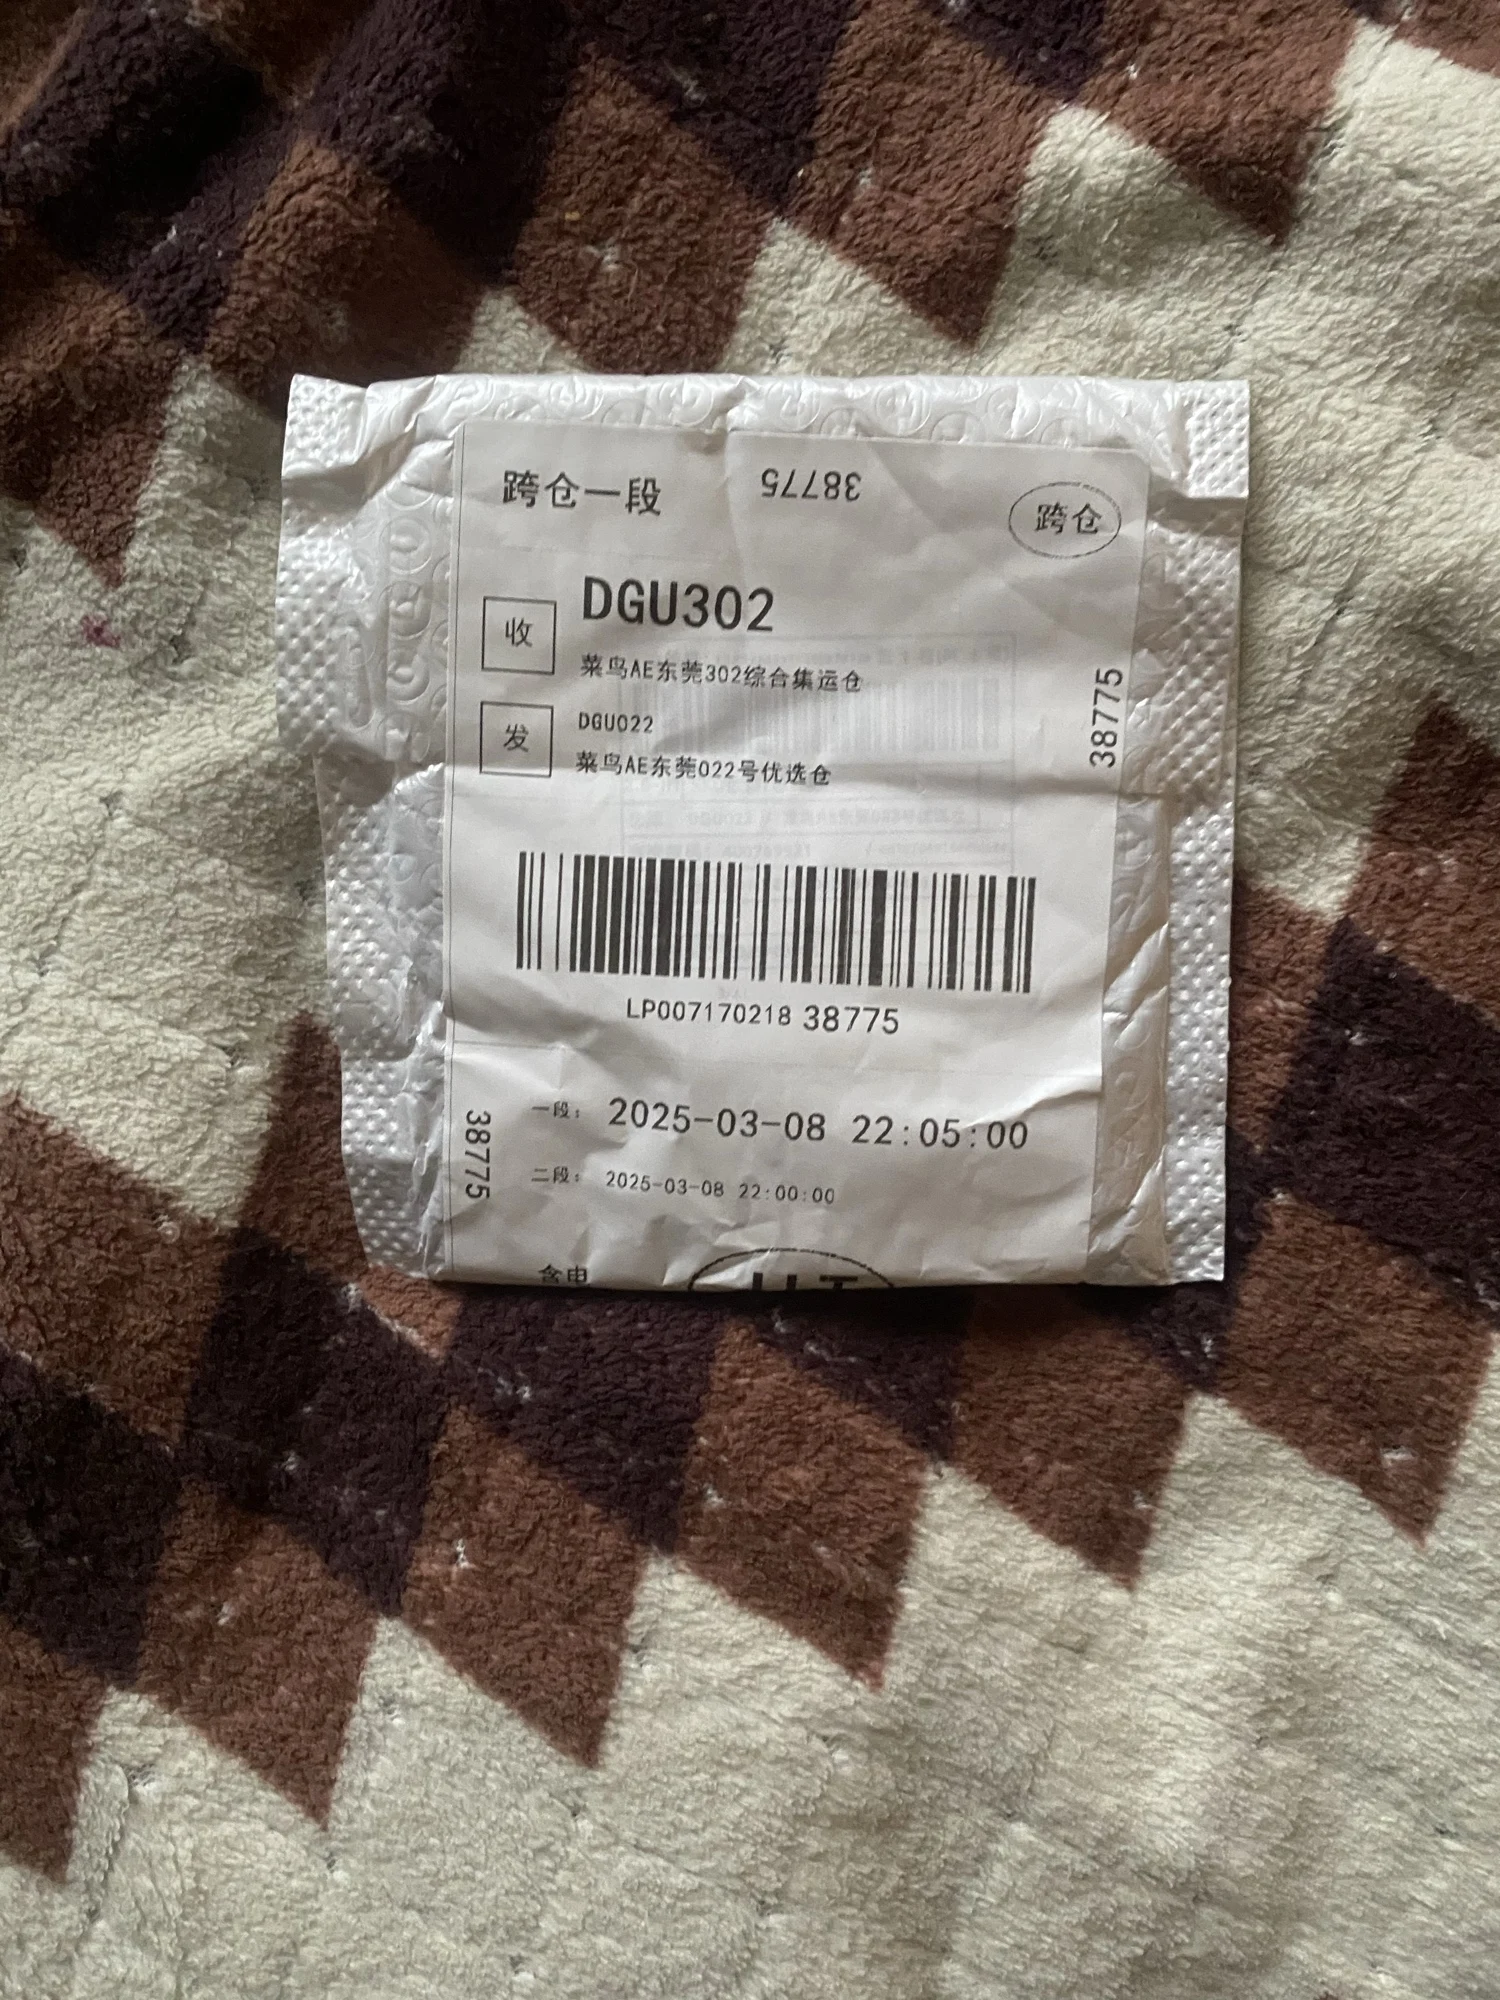 跨仓一段
38775
跨仓
收
DGU302
菜鸟AE东莞302综合集运仓
发
DGU022
菜鸟AE东莞022号优选仓
38775
LP007170218 38775
一段： 2025-03-08 22:05:00
二段： 2025-03-08 22:00:00
38775
含电